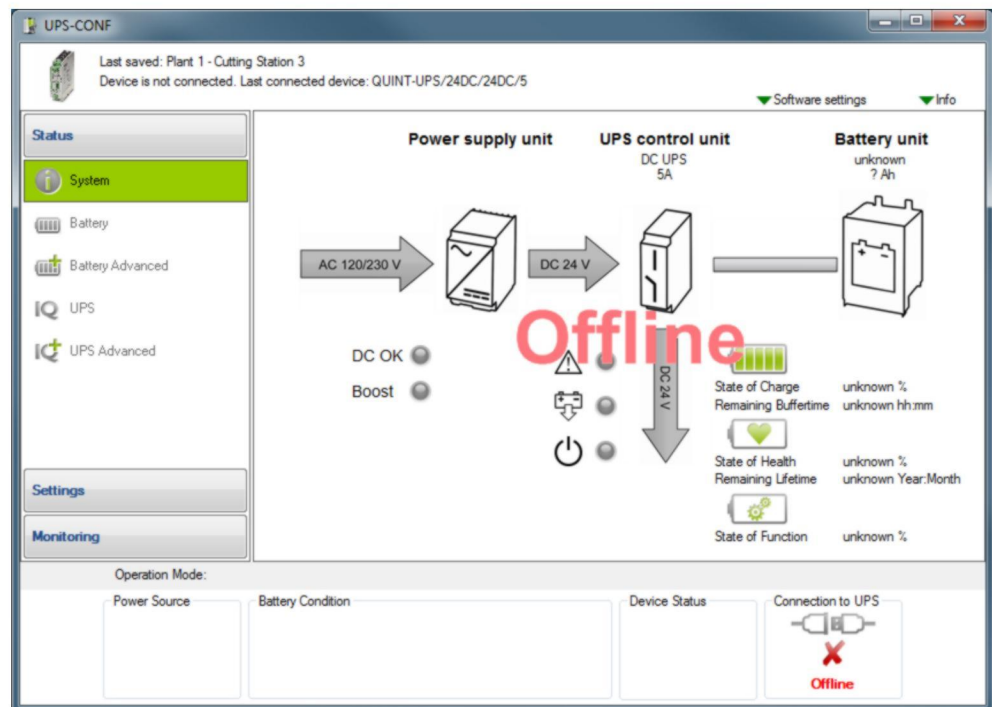 UPS-CONF
Last saved: Plant 1 - Cutting Station 3
Device is not connected. Last connected device: QUINT-UPS/24DC/24DC/5
Software settings Info
Status
System
Battery
Battery Advanced
IQ UPS
IQ UPS Advanced
Settings
Monitoring
Power supply unit UPS control unit Battery unit
DC UPS unknown
5A ? Ah
AC 120/230 V DC 24 V
Offline
DC OK
Boost
DC 24 V
State of Charge unknown %
Remaining Buffertime unknown hh:mm
State of Health unknown %
Remaining Lifetime unknown Year:Month
State of Function unknown %
Operation Mode:
Power Source Battery Condition Device Status Connection to UPS
Offline